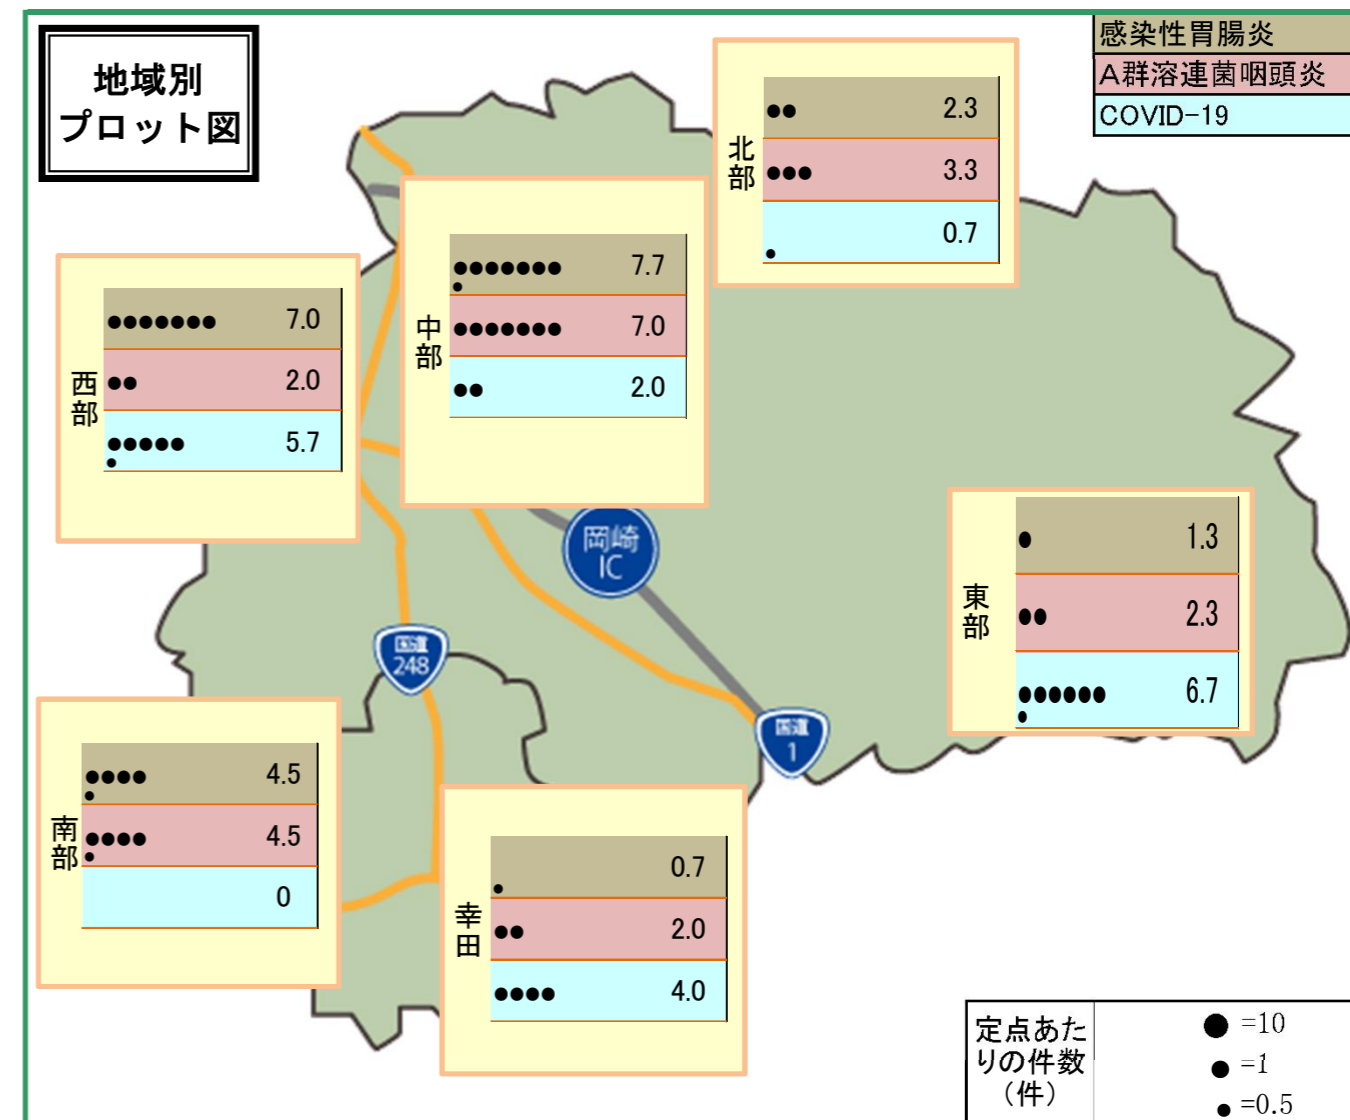 地域別
プロット図
感染性胃腸炎
A群溶連菌咽頭炎
COVID-19
北部
2.3
3.3
0.7
中部
7.7
7.0
2.0
西部
7.0
2.0
5.7
岡崎
IC
東部
1.3
2.3
6.7
国道
248
国道
1
南部
4.5
4.5
0
幸田
0.7
2.0
4.0
定点あた
りの件数
（件）
●=10
●=1
●=0.5